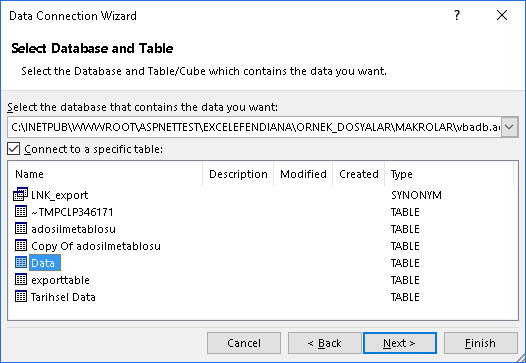 Data Connection Wizard
?
Select Database and Table
Select the Database and Table/Cube which contains the data you want.
Select the database that contains the data you want:
C:\INETPUB\WWWROOT\ASPNETTEST\EXCELEFENDIANA\ORNEK_DOSYALAR\MAKROLAR\vbadb.a
Connect to a specific table:
Name Description Modified Created Type
LNK_export SYNONYM
~TMPCLP346171 TABLE
adosilmetablosu TABLE
Copy Of adosilmetablosu TABLE
Data TABLE
exporttable TABLE
Tarihsel Data TABLE
Cancel < Back Next > Finish